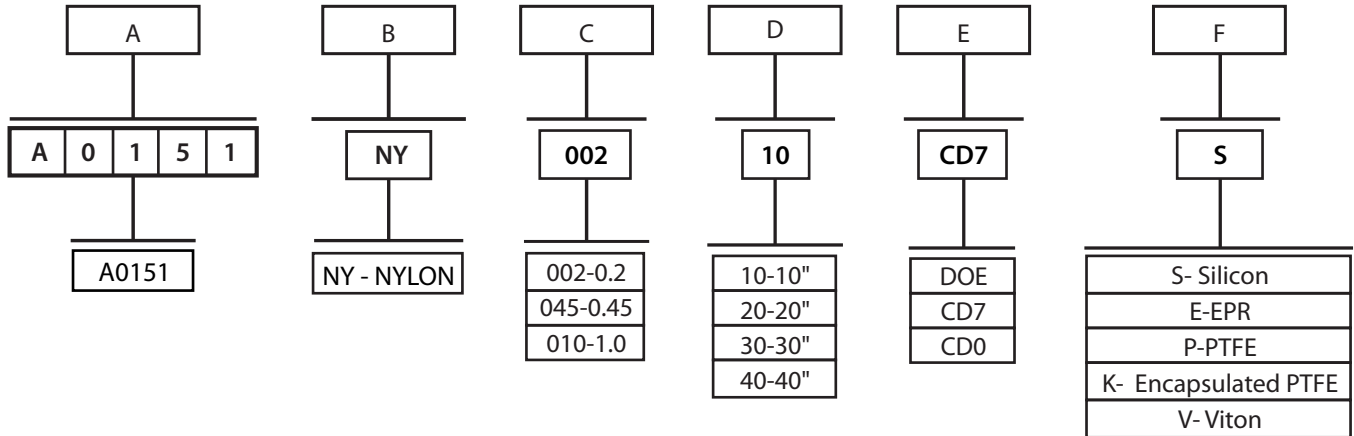 A B C D E F
A 0 1 5 1 NY 002 10 CD7 S
A0151
NY - NYLON
002-0.2
045-0.45
010-1.0
10-10"
20-20"
30-30"
40-40"
DOE
CD7
CD0
S- Silicon
E-EPR
P-PTFE
K- Encapsulated PTFE
V- Viton